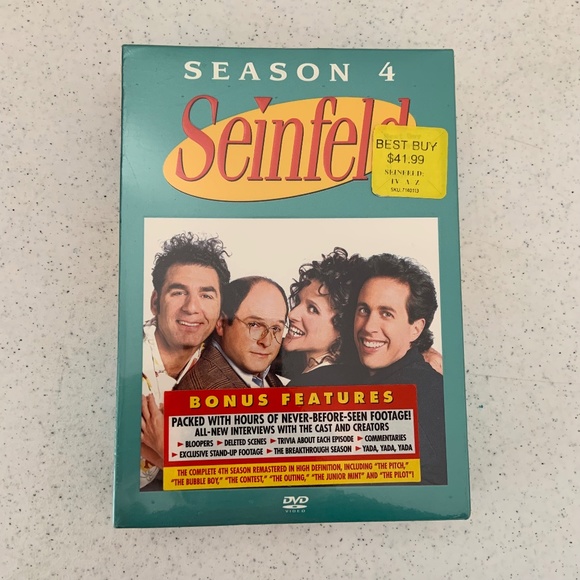 SEASON 4
Seinfeld
BEST BUY
$41.99
SEINFELD:
IV A Z
SKU: 7140113
BONUS FEATURES
PACKED WITH HOURS OF NEVER-BEFORE-SEEN FOOTAGE!
ALL-NEW INTERVIEWS WITH THE CAST AND CREATORS
► BLOOPERS ► DELETED SCENES ► TRIVIA ABOUT EACH EPISODE ► COMMENTARIES
► EXCLUSIVE STAND-UP FOOTAGE ► THE BREAKTHROUGH SEASON ► YADA, YADA, YADA
THE COMPLETE 4TH SEASON REMASTERED IN HIGH DEFINITION, INCLUDING "THE PITCH,"
"THE BUBBLE BOY," "THE CONTEST," "THE OUTING," "THE JUNIOR MINT" AND "THE PILOT"!
DVD
VIDEO